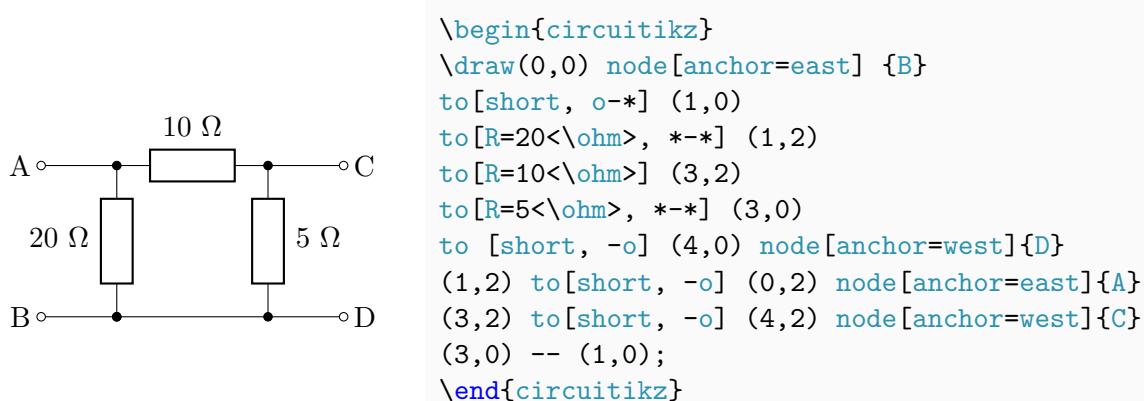 10 Ω
A C
20 Ω 5 Ω
B D
\begin{circuitikz}
\draw(0,0) node[anchor=east] {B}
to[short, o-*] (1,0)
to[R=20<\ohm>, *-*] (1,2)
to[R=10<\ohm>] (3,2)
to[R=5<\ohm>, *-*] (3,0)
to [short, -o] (4,0) node[anchor=west]{D}
(1,2) to[short, -o] (0,2) node[anchor=east]{A}
(3,2) to[short, -o] (4,2) node[anchor=west]{C}
(3,0) -- (1,0);
\end{circuitikz}